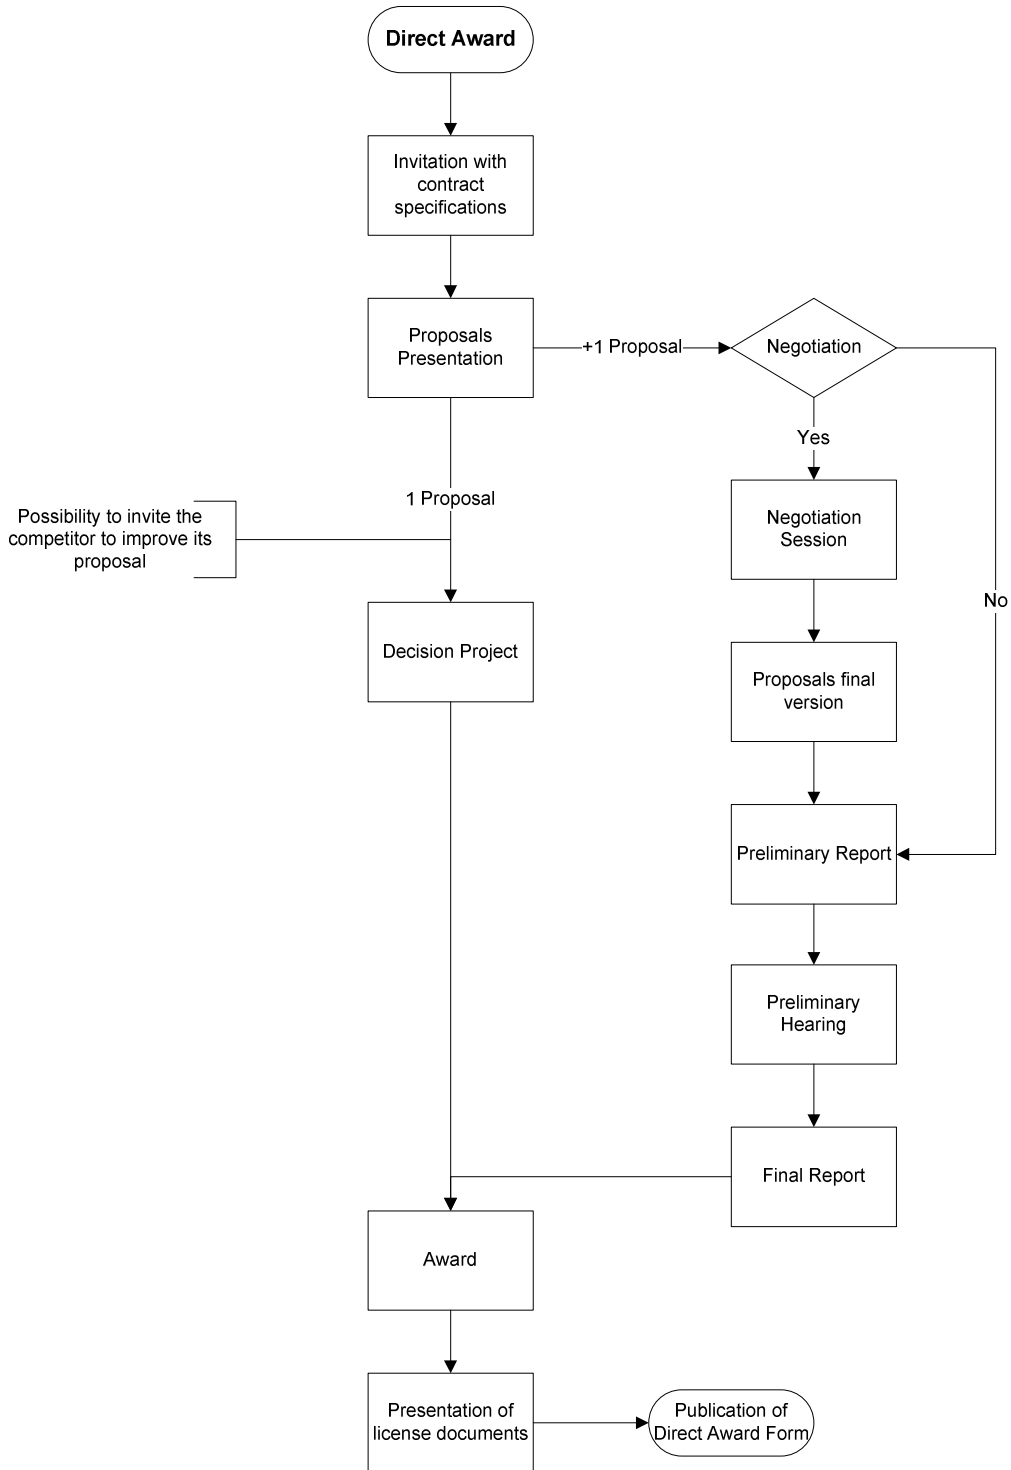 Direct Award
Invitation with
contract
specifications
Proposals
Presentation
+1 Proposal
Negotiation
Yes
1 Proposal
Possibility to invite the
competitor to improve its
proposal
Negotiation
Session
No
Decision Project
Proposals final
version
Preliminary Report
Preliminary
Hearing
Final Report
Award
Presentation of
license documents
Publication of
Direct Award Form